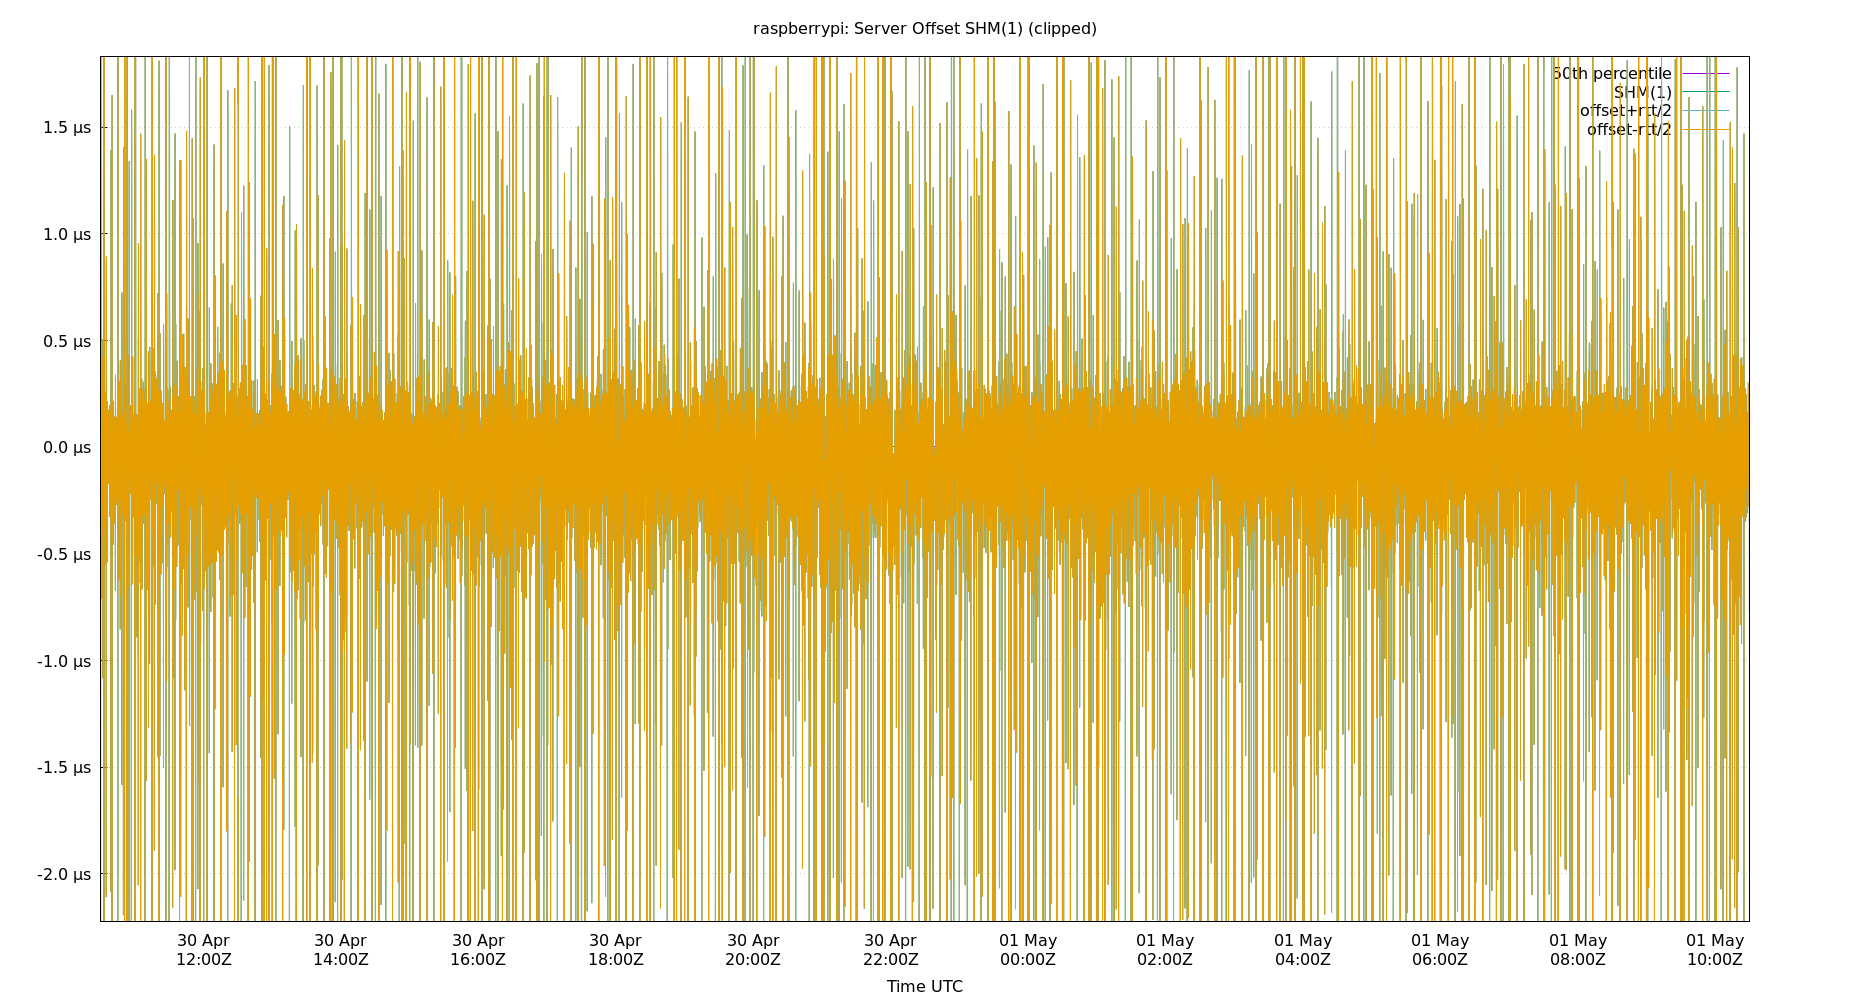 raspberrypi: Server Offset SHM(1) (clipped)
50th percentile
SHM(1)
offset+rtt/2
offset-rtt/2
1.5 µs
1.0 µs
0.5 µs
0.0 µs
-0.5 µs
-1.0 µs
-1.5 µs
-2.0 µs
30 Apr 30 Apr 30 Apr 30 Apr 30 Apr 30 Apr 01 May 01 May 01 May 01 May 01 May 01 May
12:00Z 14:00Z 16:00Z 18:00Z 20:00Z 22:00Z 00:00Z 02:00Z 04:00Z 06:00Z 08:00Z 10:00Z
Time UTC